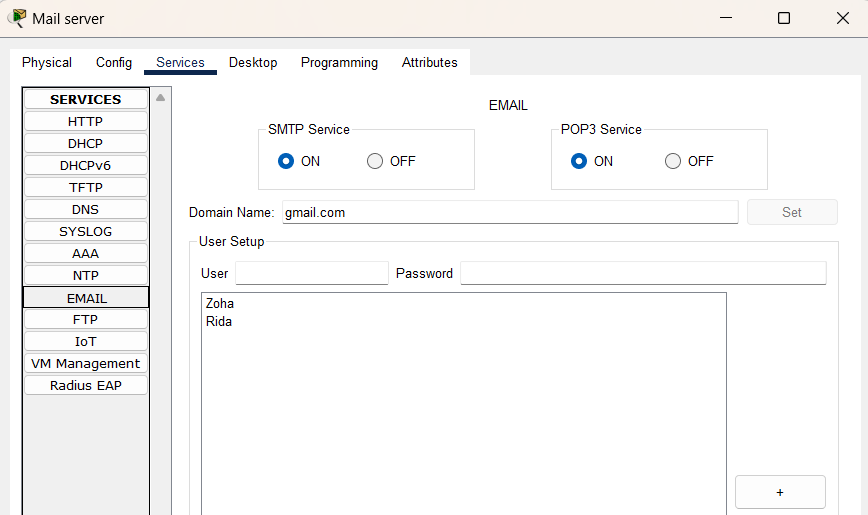 Mail server
Physical Config Services Desktop Programming Attributes
SERVICES
HTTP
DHCP
DHCPv6
TFTP
DNS
SYSLOG
AAA
NTP
EMAIL
FTP
IoT
VM Management
Radius EAP
EMAIL
SMTP Service
ON OFF
POP3 Service
ON OFF
Domain Name: gmail.com Set
User Setup
User Password
Zoha
Rida
+